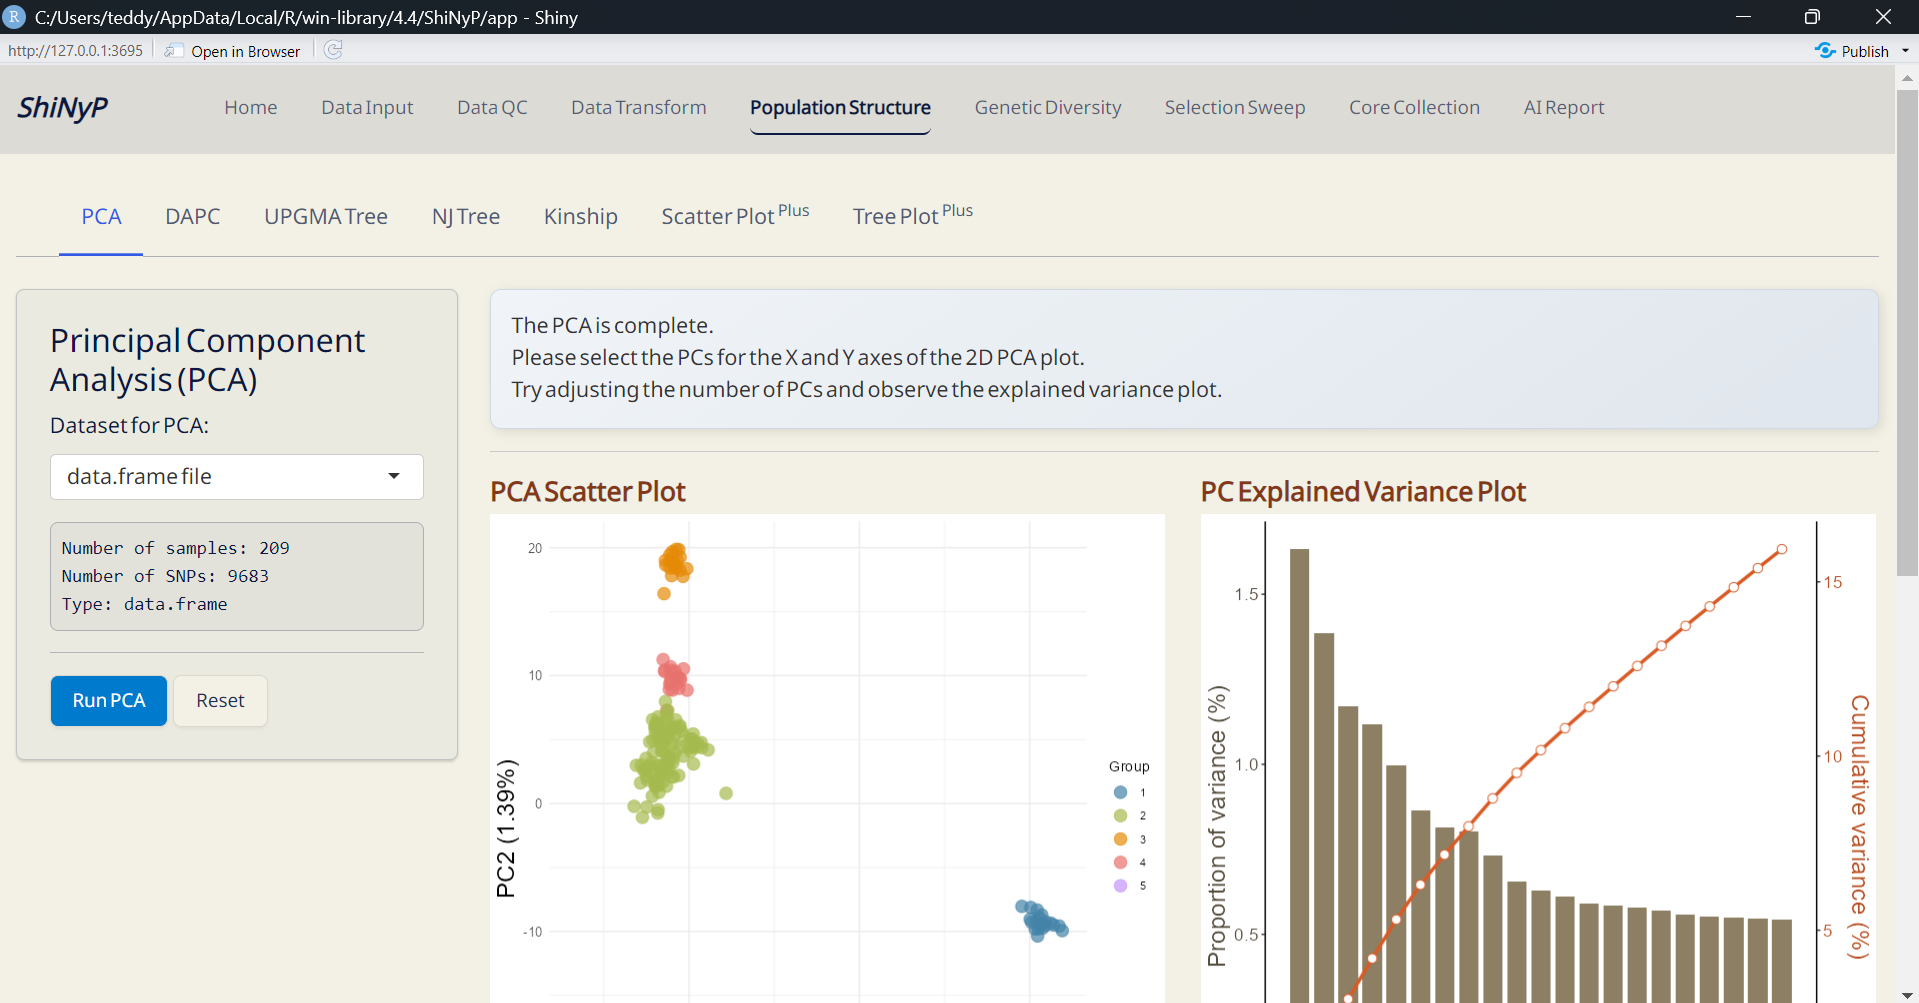 C:/Users/teddy/AppData/Local/R/win-library/4.4/ShiNyP/app - Shiny
http://127.0.0.1:3695 Open in Browser Publish
ShiNyP Home Data Input Data QC Data Transform Population Structure Genetic Diversity Selection Sweep Core Collection AI Report
PCA DAPC UPGMA Tree NJ Tree Kinship Scatter Plot Plus Tree Plot Plus
Principal Component
Analysis (PCA)
Dataset for PCA:
data.frame file
Number of samples: 209
Number of SNPs: 9683
Type: data.frame
Run PCA Reset
The PCA is complete.
Please select the PCs for the X and Y axes of the 2D PCA plot.
Try adjusting the number of PCs and observe the explained variance plot.
PCA Scatter Plot
PC2 (1.39%)
20
10
0
-10
Group
1
2
3
4
5
PC Explained Variance Plot
Proportion of variance (%)
1.5
1.0
0.5
15
10
5
Cumulative variance (%)